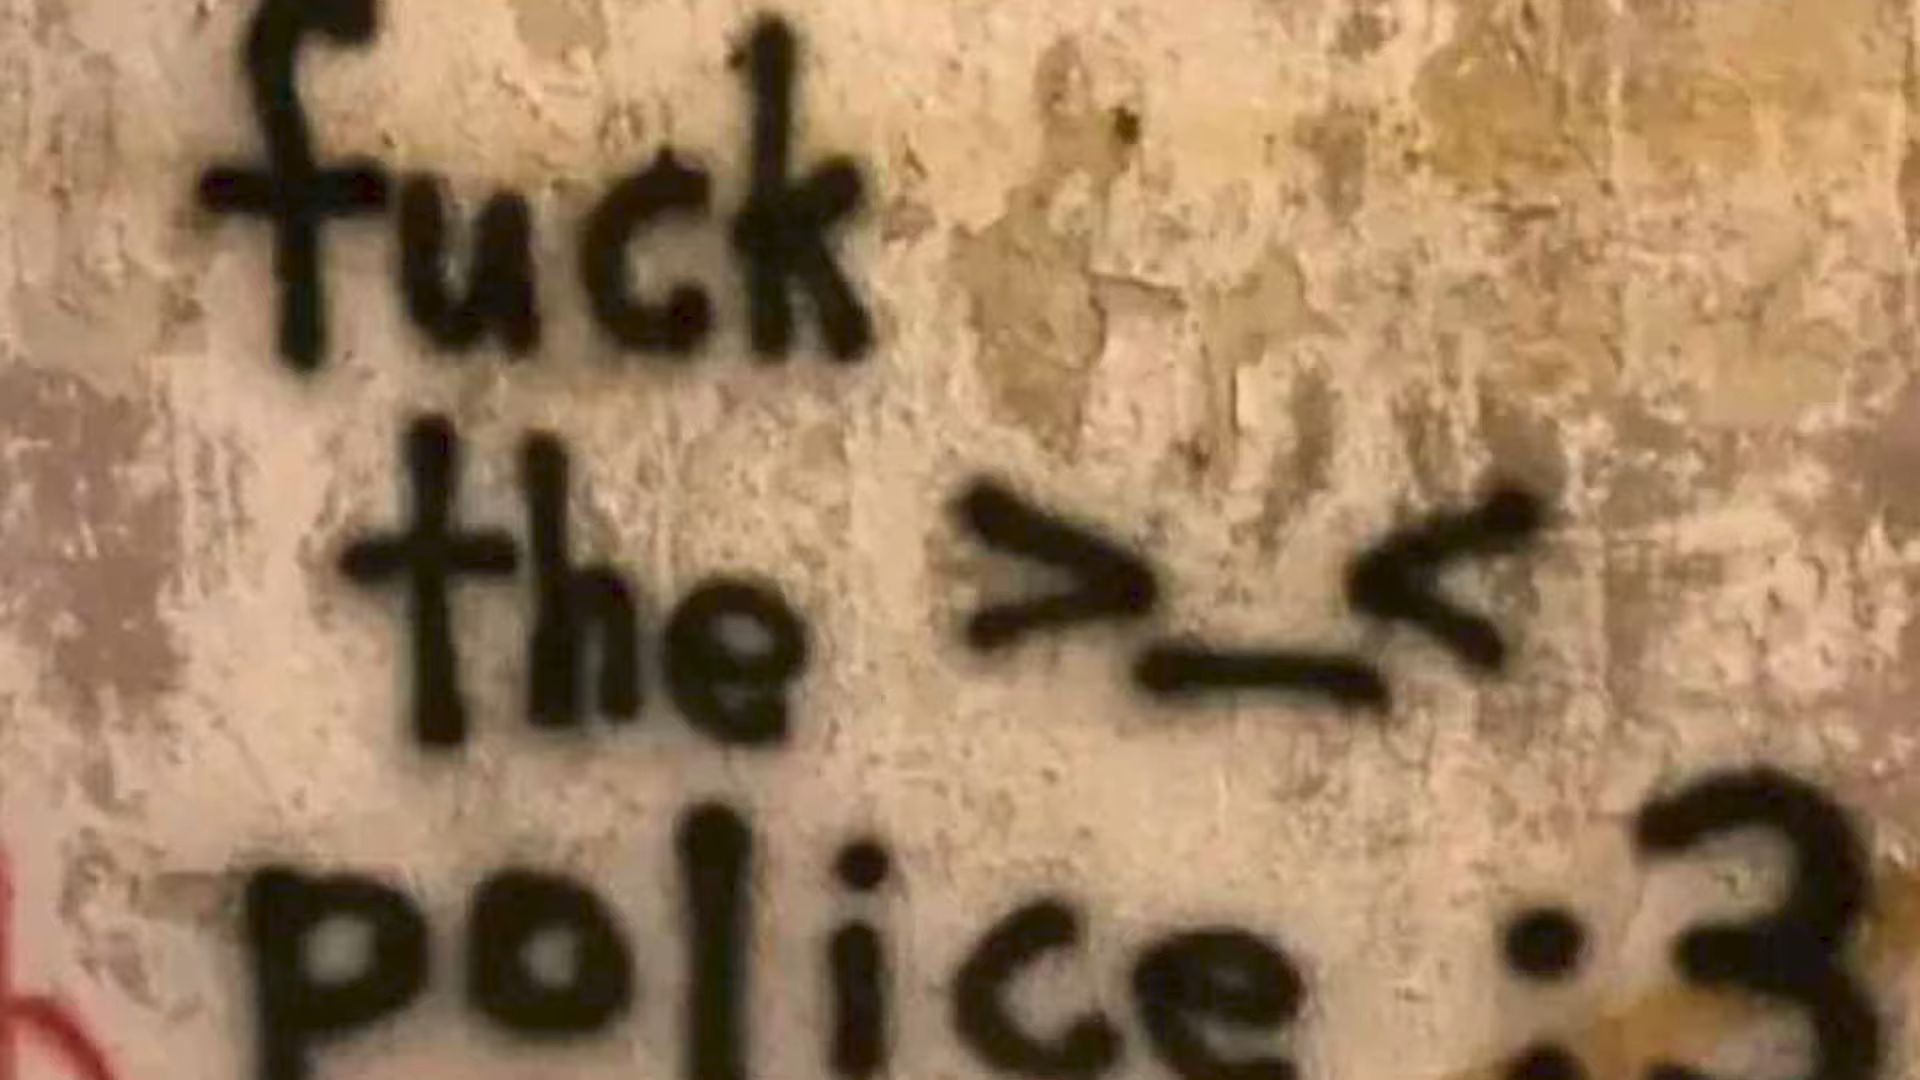 fuck
the >_<
police :3